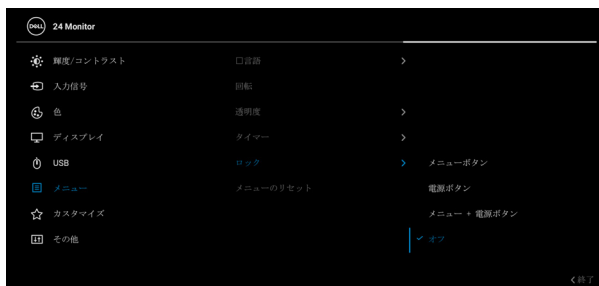 DELL 24 Monitor
輝度/コントラスト 口言語
入力信号 回転
色 透明度
ディスプレイ タイマー
USB ロック メニューボタン
メニュー メニューのリセット 電源ボタン
カスタマイズ メニュー + 電源ボタン
その他 オフ
終了